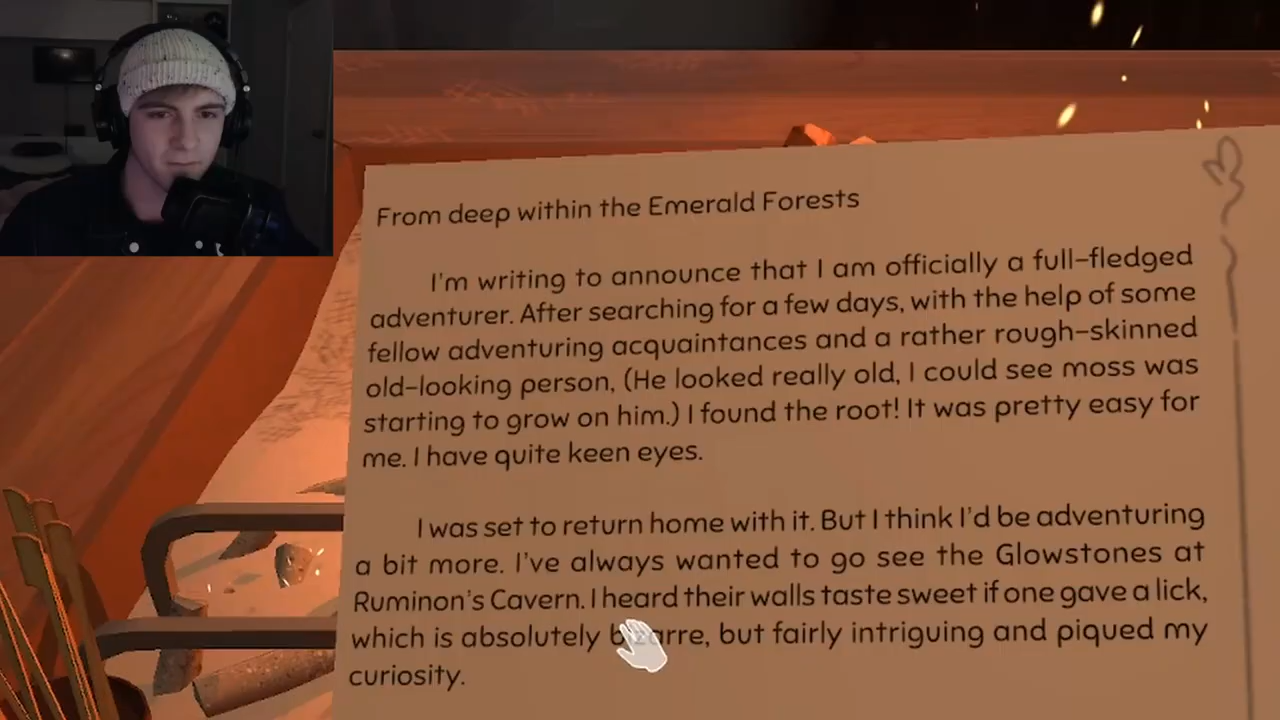 From deep within the Emerald Forests
I'm writing to announce that I am officially a full-fledged
adventurer. After searching for a few days, with the help of some
fellow adventuring acquaintances and a rather rough-skinned
old-looking person, (He looked really old, I could see moss was
starting to grow on him.) I found the root! It was pretty easy for
me. I have quite keen eyes.
I was set to return home with it. But I think I'd be adventuring
a bit more. I've always wanted to go see the Glowstones at
Ruminon's Cavern. I heard their walls taste sweet if one gave a lick,
which is absolutely bizarre, but fairly intriguing and piqued my
curiosity.